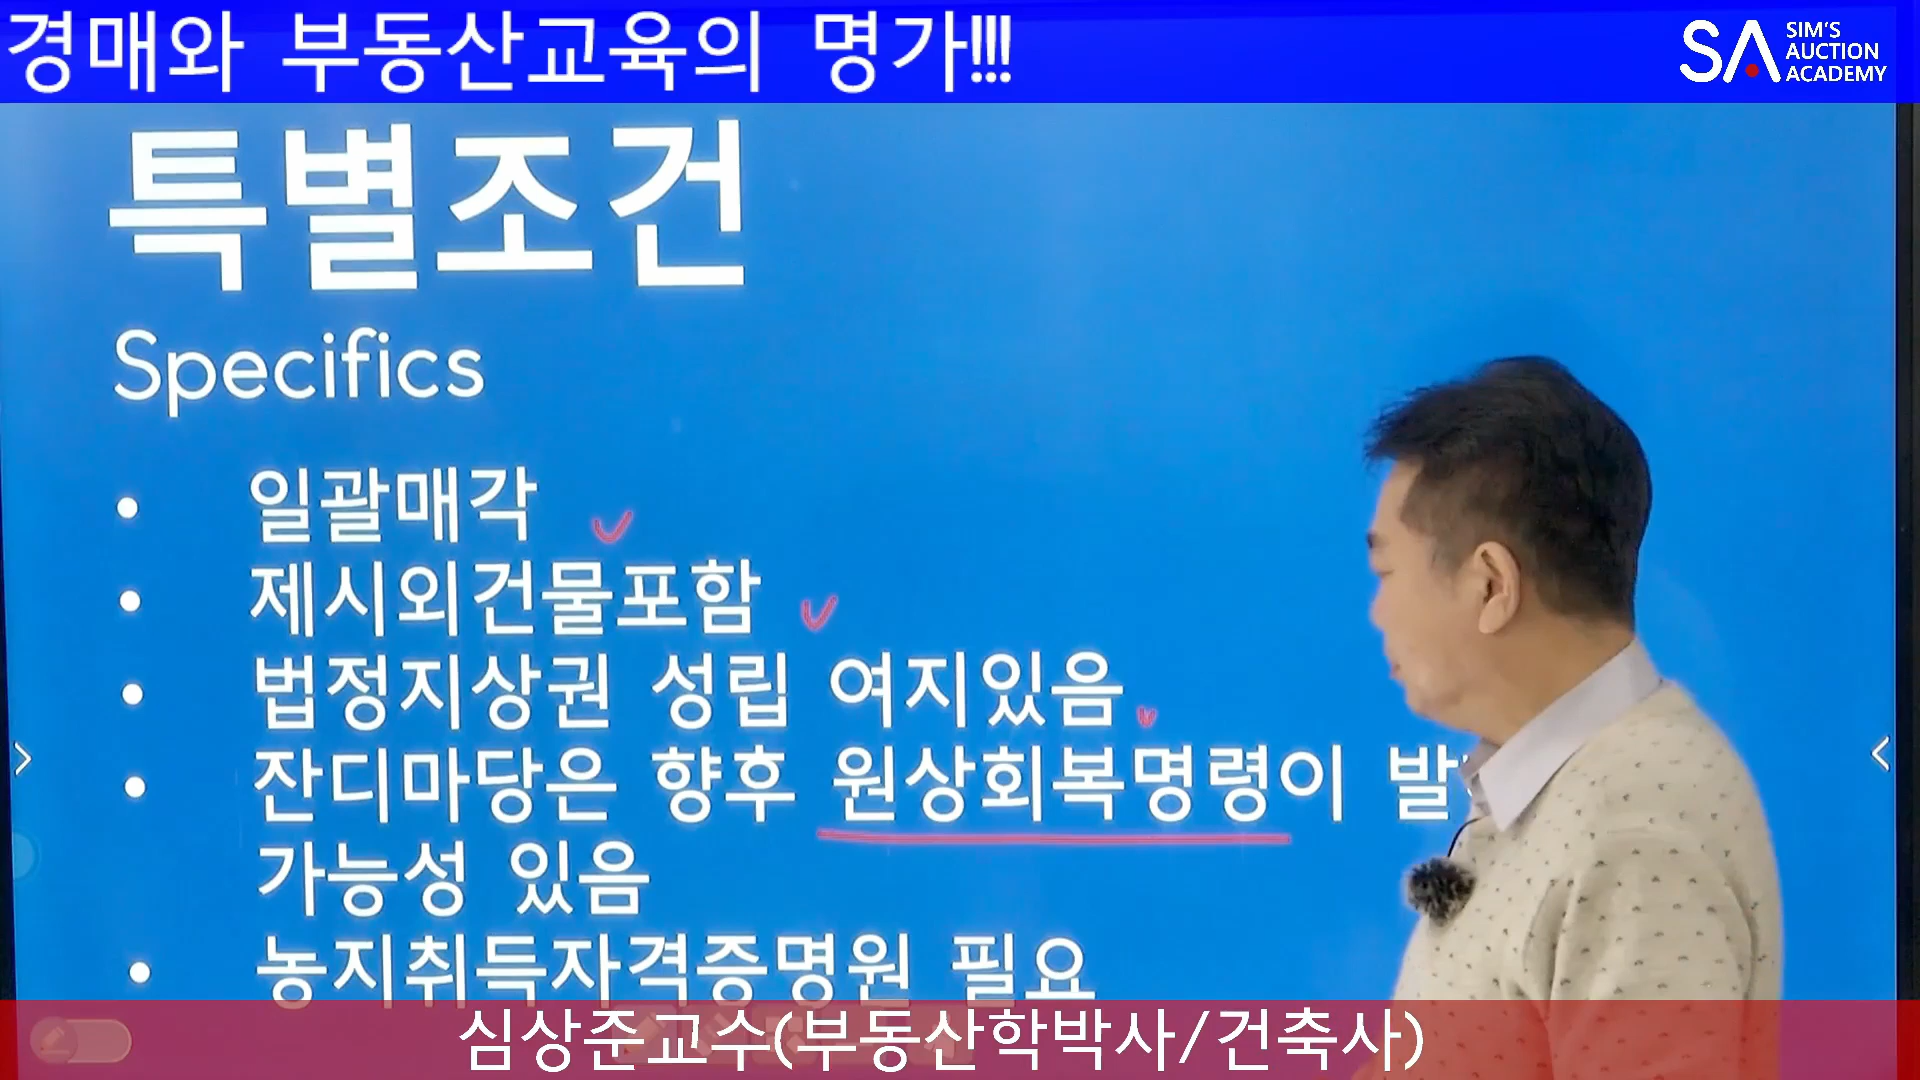 경매와 부동산교육의 명가!!!
SA SIM'S
AUCTION
ACADEMY
특별조건
Specifics
• 일괄매각
• 제시외건물포함
• 법정지상권 성립 여지있음
• 잔디마당은 향후 원상회복명령이
가능성 있음
• 농지취득자격증명원 필요
심상준교수(부동산학박사/건축사)